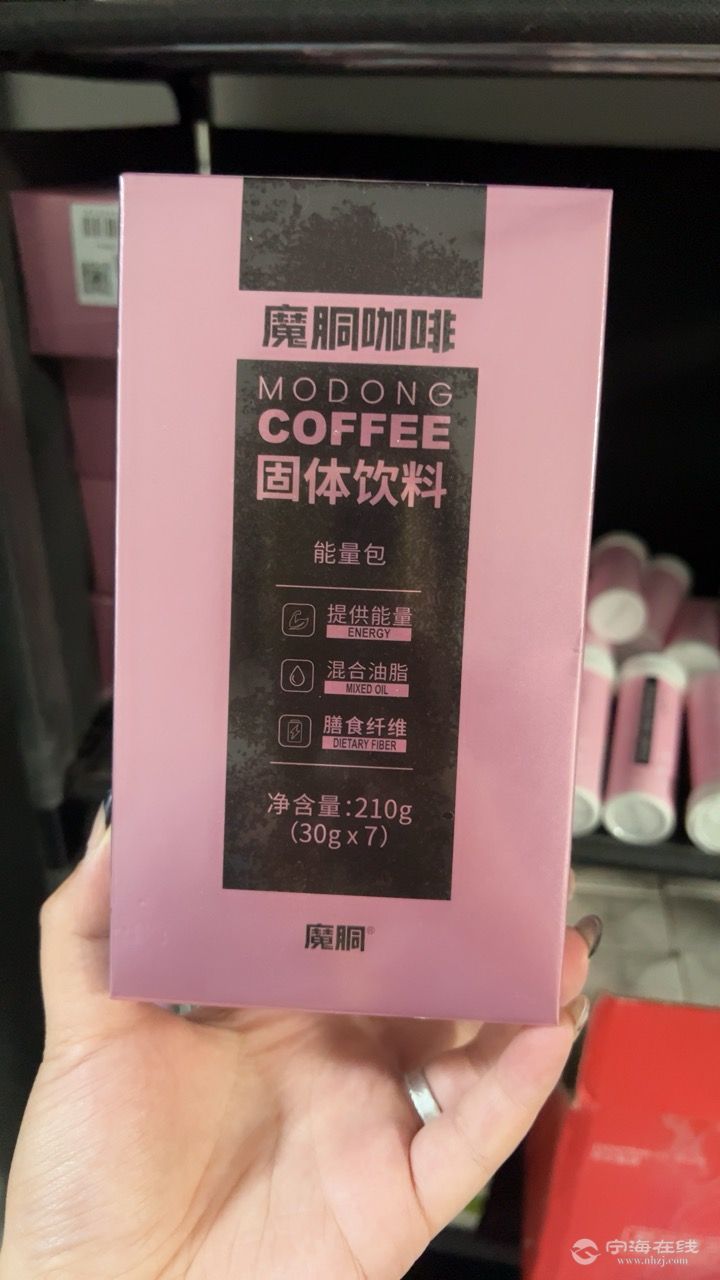 魔胴咖啡
MODONG
COFFEE
固体饮料
能量包
提供能量
ENERGY
混合油脂
MIXED OIL
膳食纤维
DIETARY FIBER
净含量:210g
（30g x 7）
魔胴®
宁海在线
www.nhzj.com